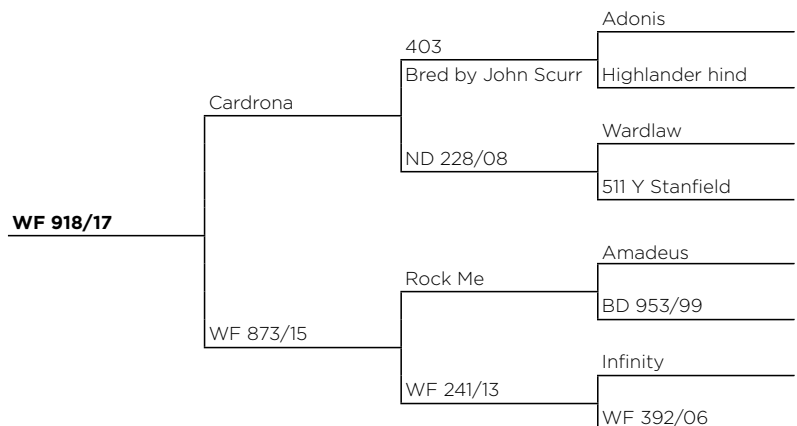 Adonis
403
Bred by John Scurr
Highlander hind
Cardrona
Wardlaw
ND 228/08
511 Y Stanfield
WF 918/17
Amadeus
Rock Me
BD 953/99
WF 873/15
Infinity
WF 241/13
WF 392/06